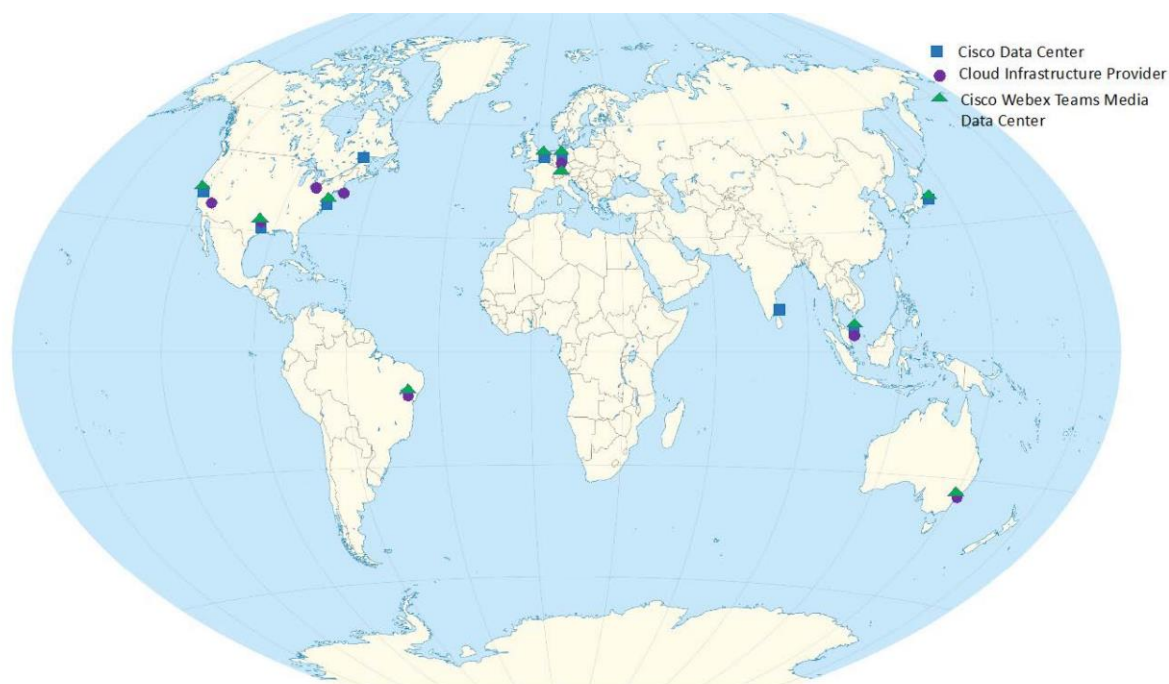 Cisco Data Center
Cloud Infrastructure Provider
Cisco Webex Teams Media
Data Center